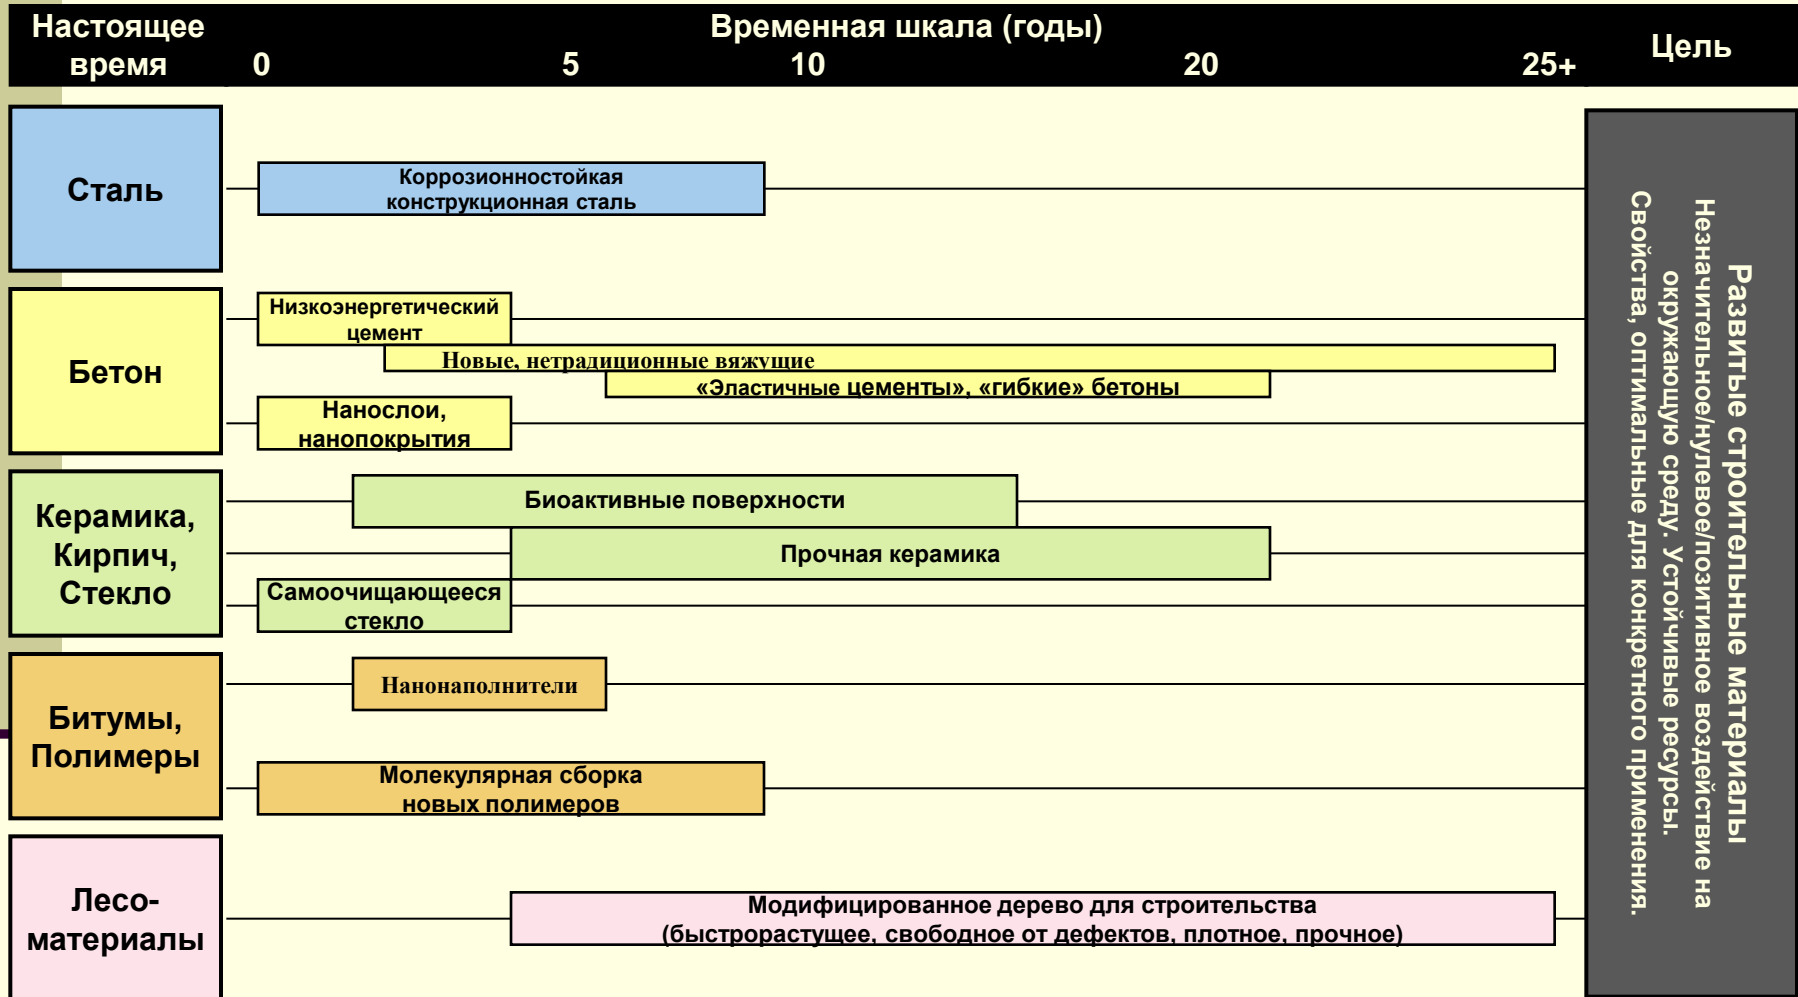 Настоящее
время
Временная шкала (годы)
0 5 10 20 25+
Цель
Сталь
Коррозионностойкая
конструкционная сталь
Бетон
Низкоэнергетический
цемент
Новые, нетрадиционные вяжущие
«Эластичные цементы», «гибкие» бетоны
Нанослои,
нанопокрытия
Керамика,
Кирпич,
Стекло
Биоактивные поверхности
Прочная керамика
Самоочищающееся
стекло
Битумы,
Полимеры
Нанонаполнители
Молекулярная сборка
новых полимеров
Лесо-
материалы
Модифицированное дерево для строительства
(быстрорастущее, свободное от дефектов, плотное, прочное)
Развитые строительные материалы
Незначительное/нулевое/позитивное воздействие на
окружающую среду. Устойчивые ресурсы.
Свойства, оптимальные для конкретного применения.